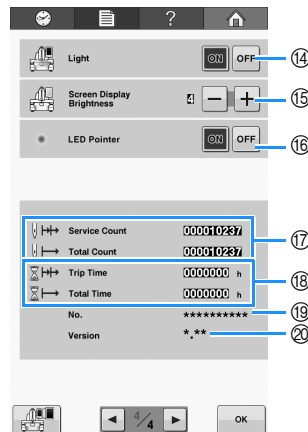 ?
Light ON OFF ⑭
Screen Display
Brightness 4 − + ⑮
LED Pointer ON OFF ⑯
Service Count 000010237
Total Count 000010237 ⑰
Trip Time 0000000 h
Total Time 0000000 h ⑱
No. ********** ⑲
Version *.** ⑳
4/4 OK